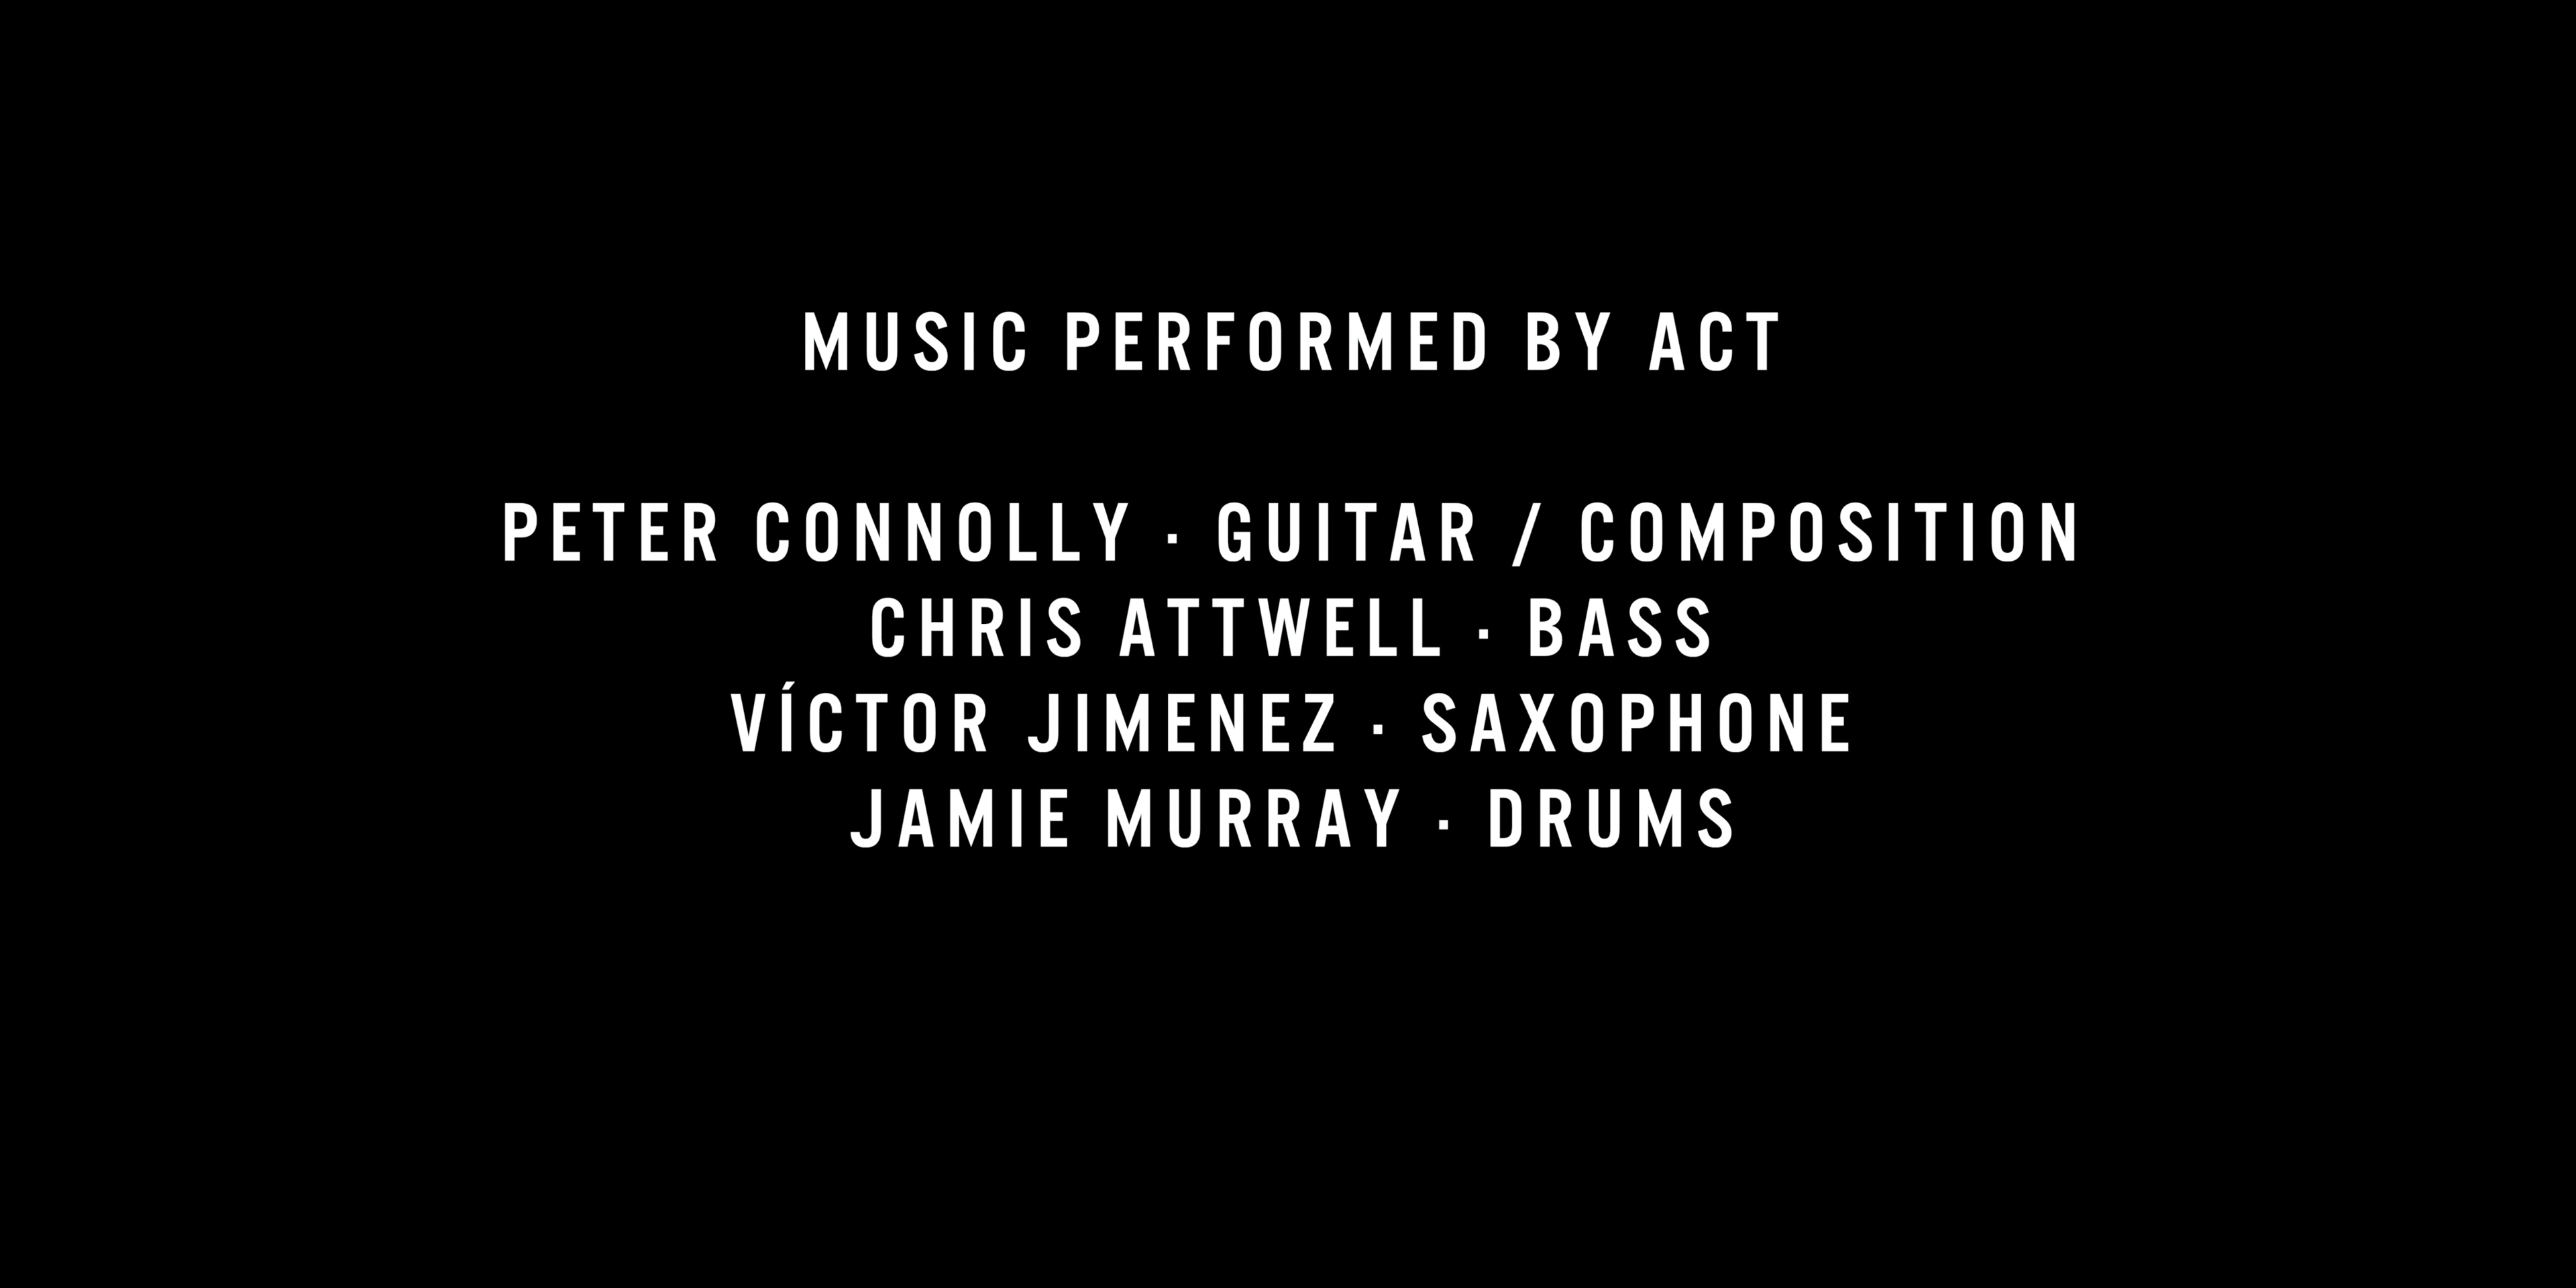 MUSIC PERFORMED BY ACT
PETER CONNOLLY · GUITAR / COMPOSITION
CHRIS ATTWELL · BASS
VÍCTOR JIMENEZ · SAXOPHONE
JAMIE MURRAY · DRUMS